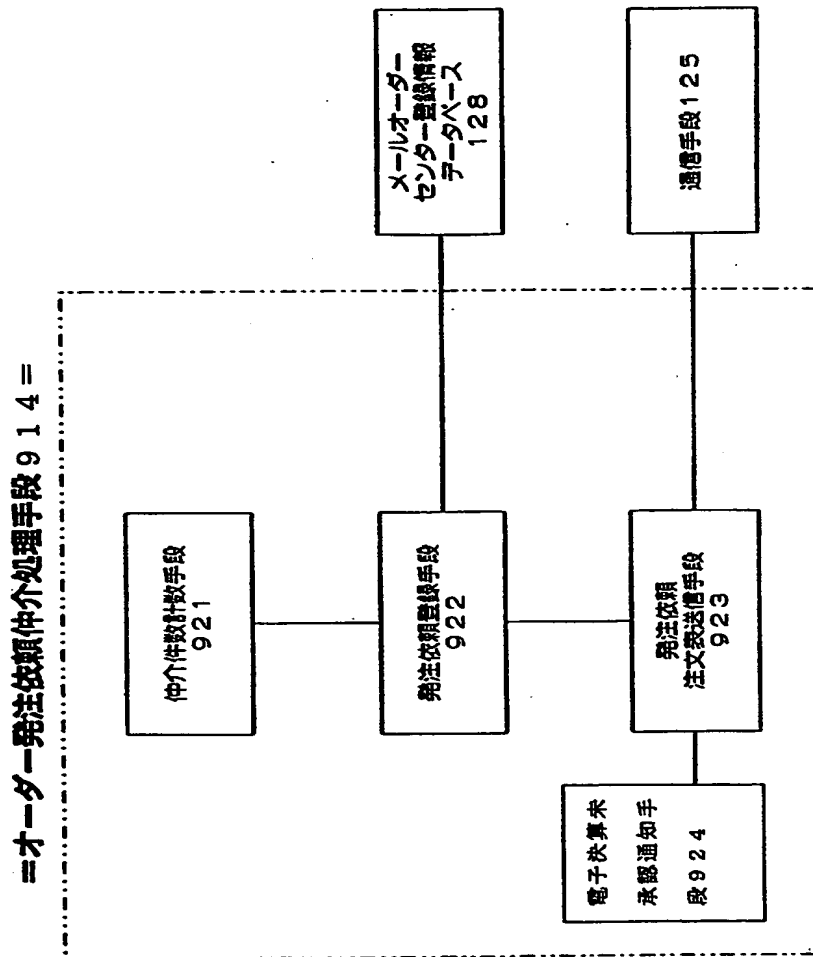 =オーダー発注依頼仲介処理手段914=
仲介件数計数手段
921
発注依頼登録手段
922
メールオーダー
センター登録情報
データベース
128
発注依頼
注文表送信手段
923
通信手段125
電子決算未
承認通知手
段924